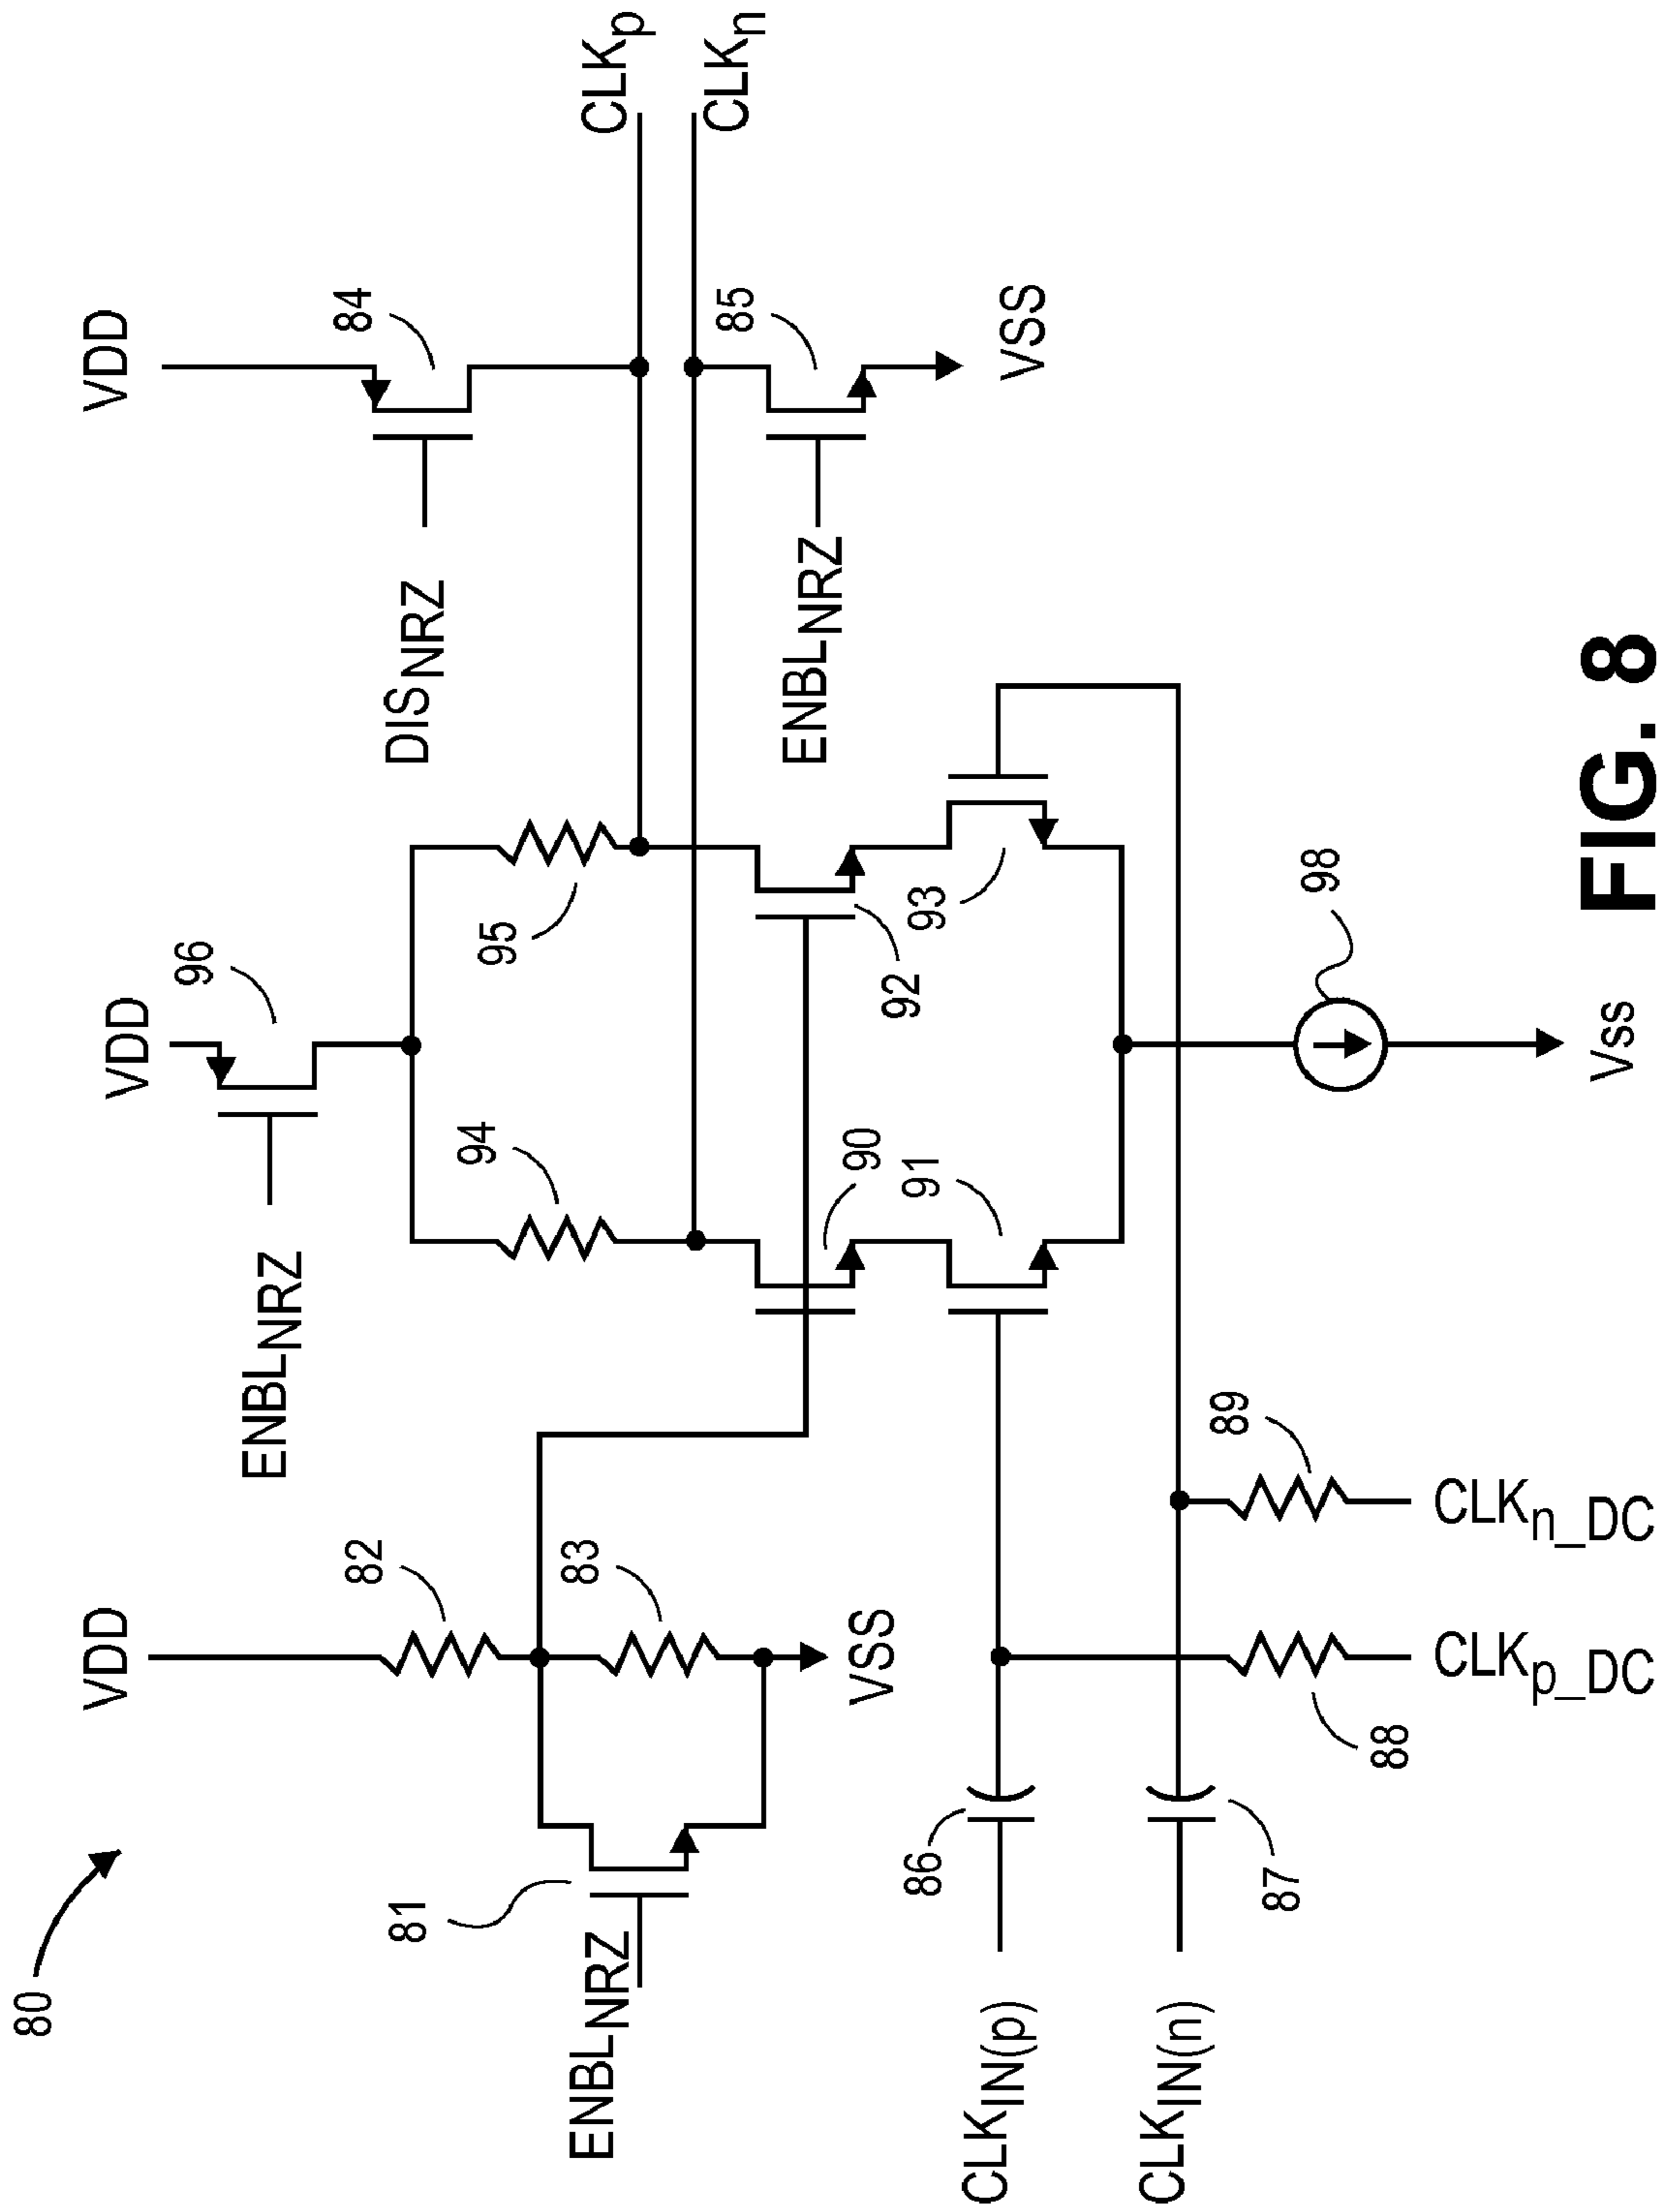 80
VDD
VDD
VDD
96
84
82
94
95
ENBLNRZ
DISNRZ
CLKp
CLKn
81
83
85
ENBLNRZ
ENBLNRZ
VSS
90
91
92
93
VSS
CLKIN(p)
86
CLKIN(n)
87
88
89
98
CLKp_DC
CLKn_DC
Vss
FIG. 8